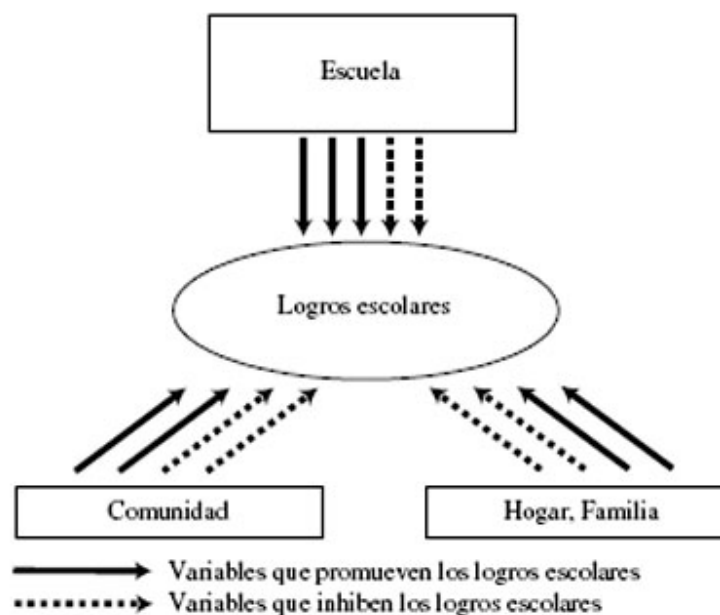 Escuela
Logros escolares
Comunidad
Hogar, Familia
Variables que promueven los logros escolares
Variables que inhiben los logros escolares